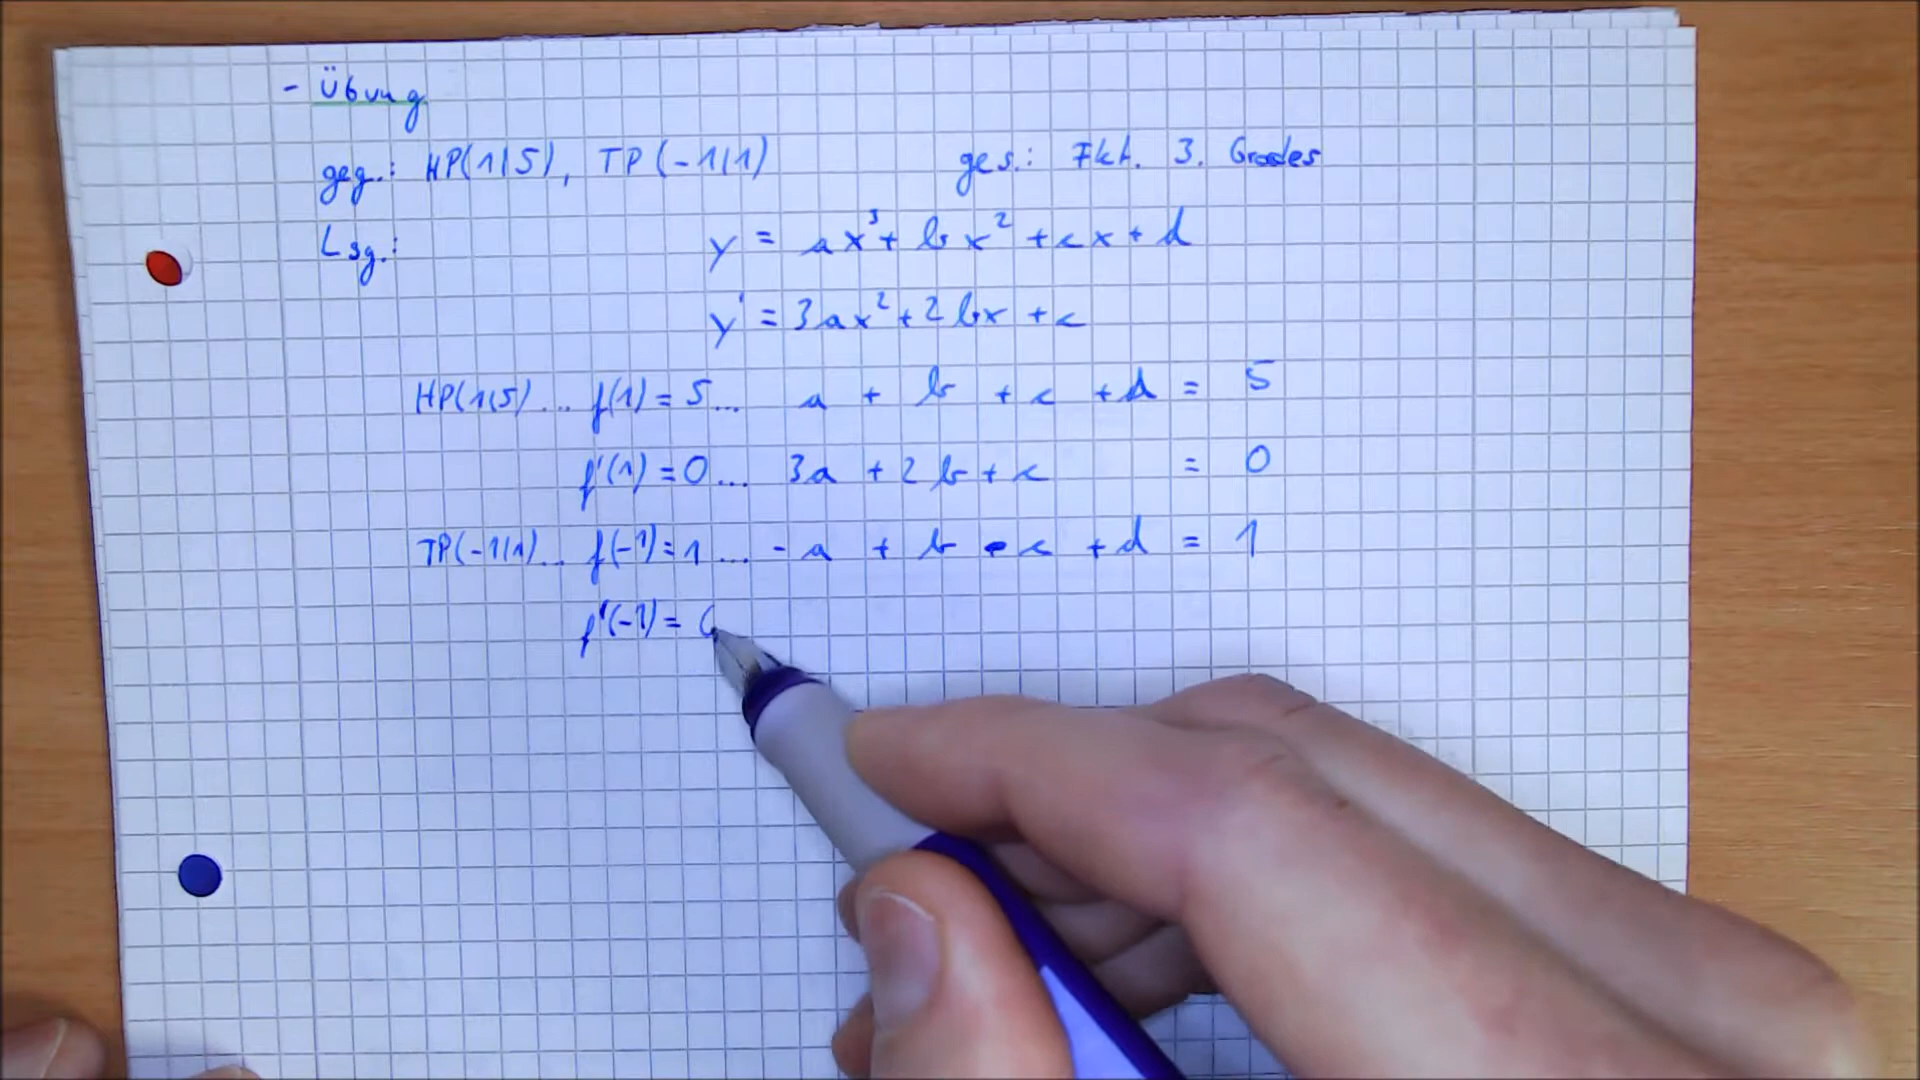 - Übung
geg.: HP(1|5), TP(-1|1) ges.: Fkt. 3. Grades
Lsg.: y = ax³ + bx² + cx + d
y' = 3ax² + 2bx + c
HP(1|5)... f(1) = 5... a + b + c + d = 5
f'(1) = 0... 3a + 2b + c = 0
TP(-1|1)... f(-1) = 1... - a + b - c + d = 1
f'(-1) = 0